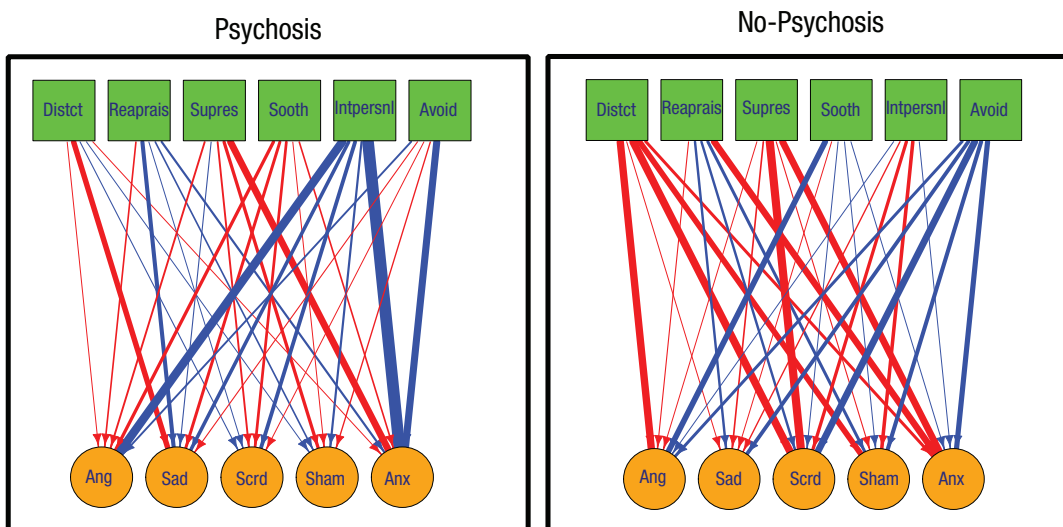 Psychosis
Distct Reaprais Supres Sooth Intpersnl Avoid
Ang Sad Scrd Sham Anx
No-Psychosis
Distct Reaprais Supres Sooth Intpersnl Avoid
Ang Sad Scrd Sham Anx